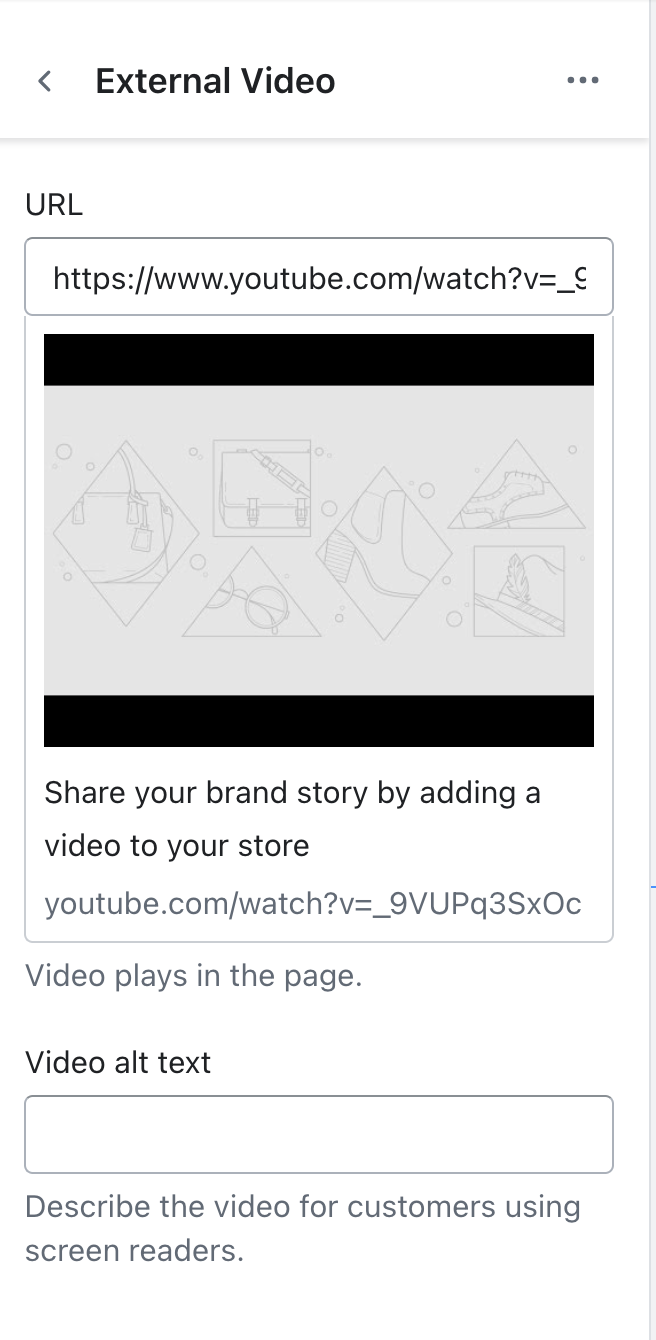 External Video
URL
https://www.youtube.com/watch?v=_9
Share your brand story by adding a
video to your store
youtube.com/watch?v=_9VUPq3SxOc
Video plays in the page.
Video alt text
Describe the video for customers using
screen readers.